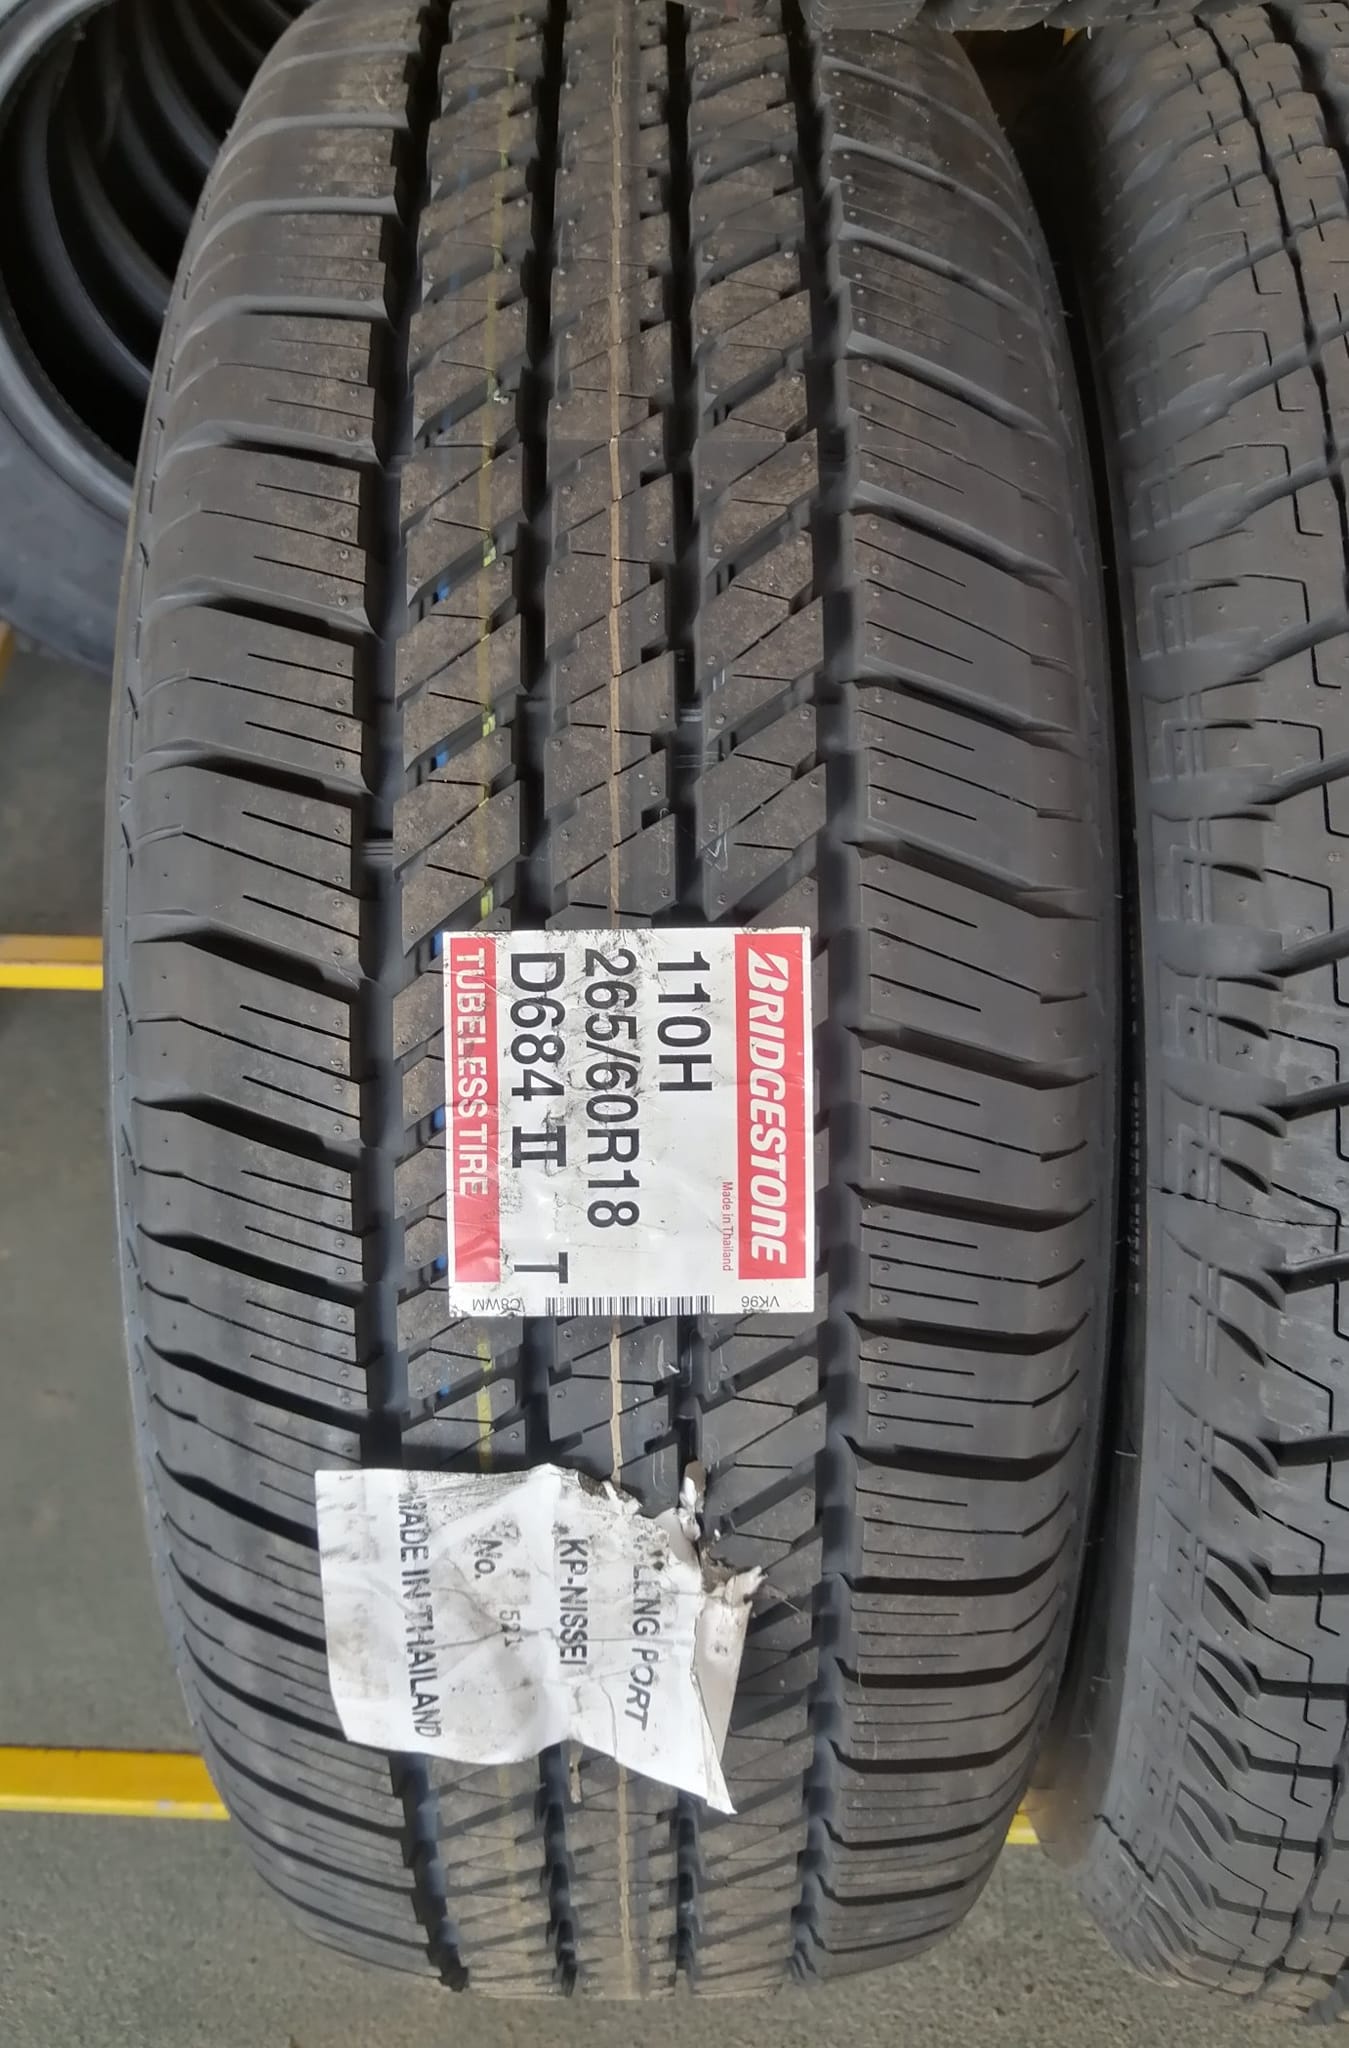 BRIDGESTONE
Made in Thailand
110H
265/60R18
D684 II T
TUBELESS TIRE
VK96
C8WM
PORT
KP-NISSEI
No. 521
MADE IN THAILAND